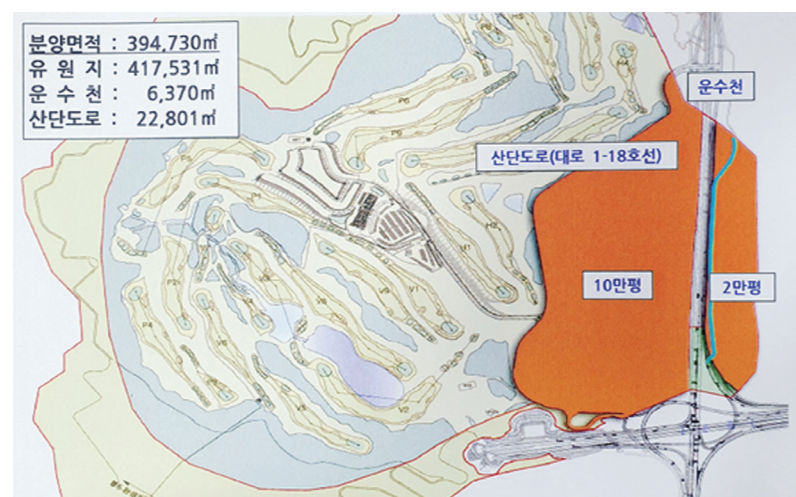 분양면적 : 394,730㎡
유 원 지 : 417,531㎡
운 수 천 : 6,370㎡
산단도로 : 22,801㎡
운수천
산단도로(대로 1-18호선)
10만평
2만평